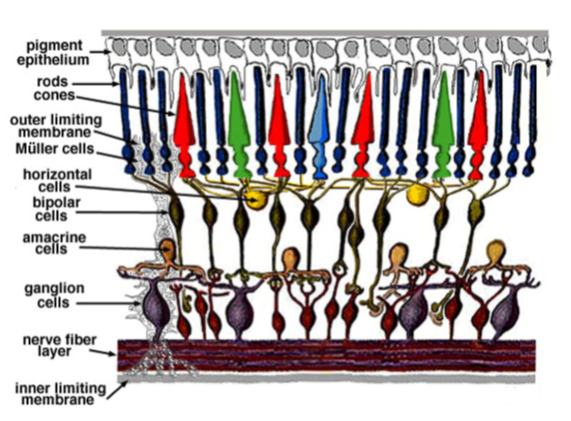 pigment
epithelium
rods
cones
outer limiting
membrane
Müller cells
horizontal
cells
bipolar
cells
amacrine
cells
ganglion
cells
nerve fiber
layer
inner limiting
membrane